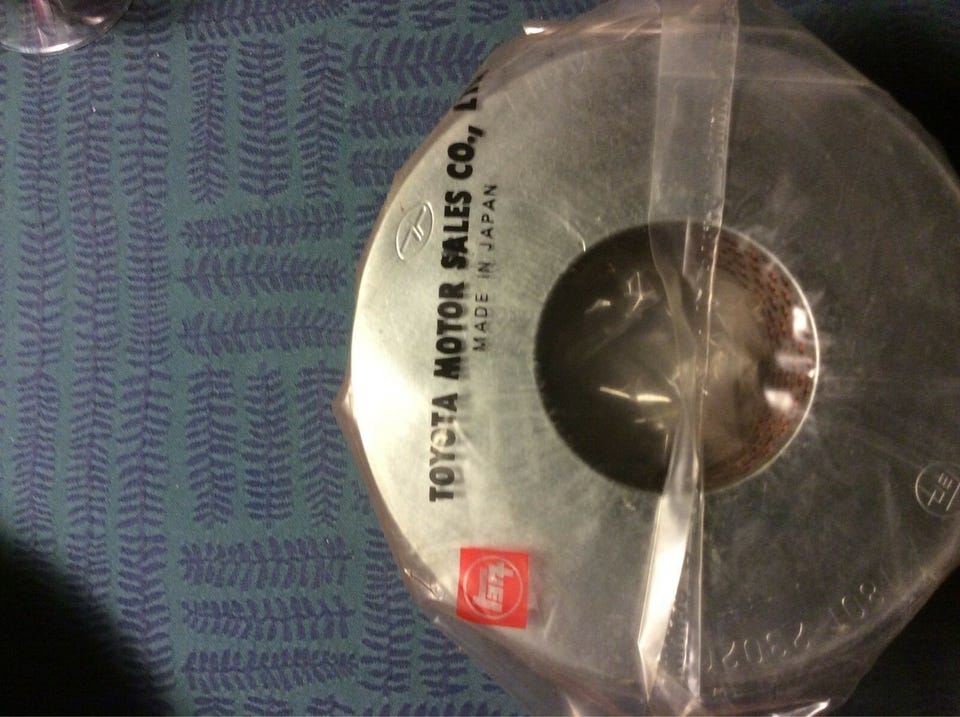 TOYOTA MOTOR SALES CO.,
MADE IN JAPAN